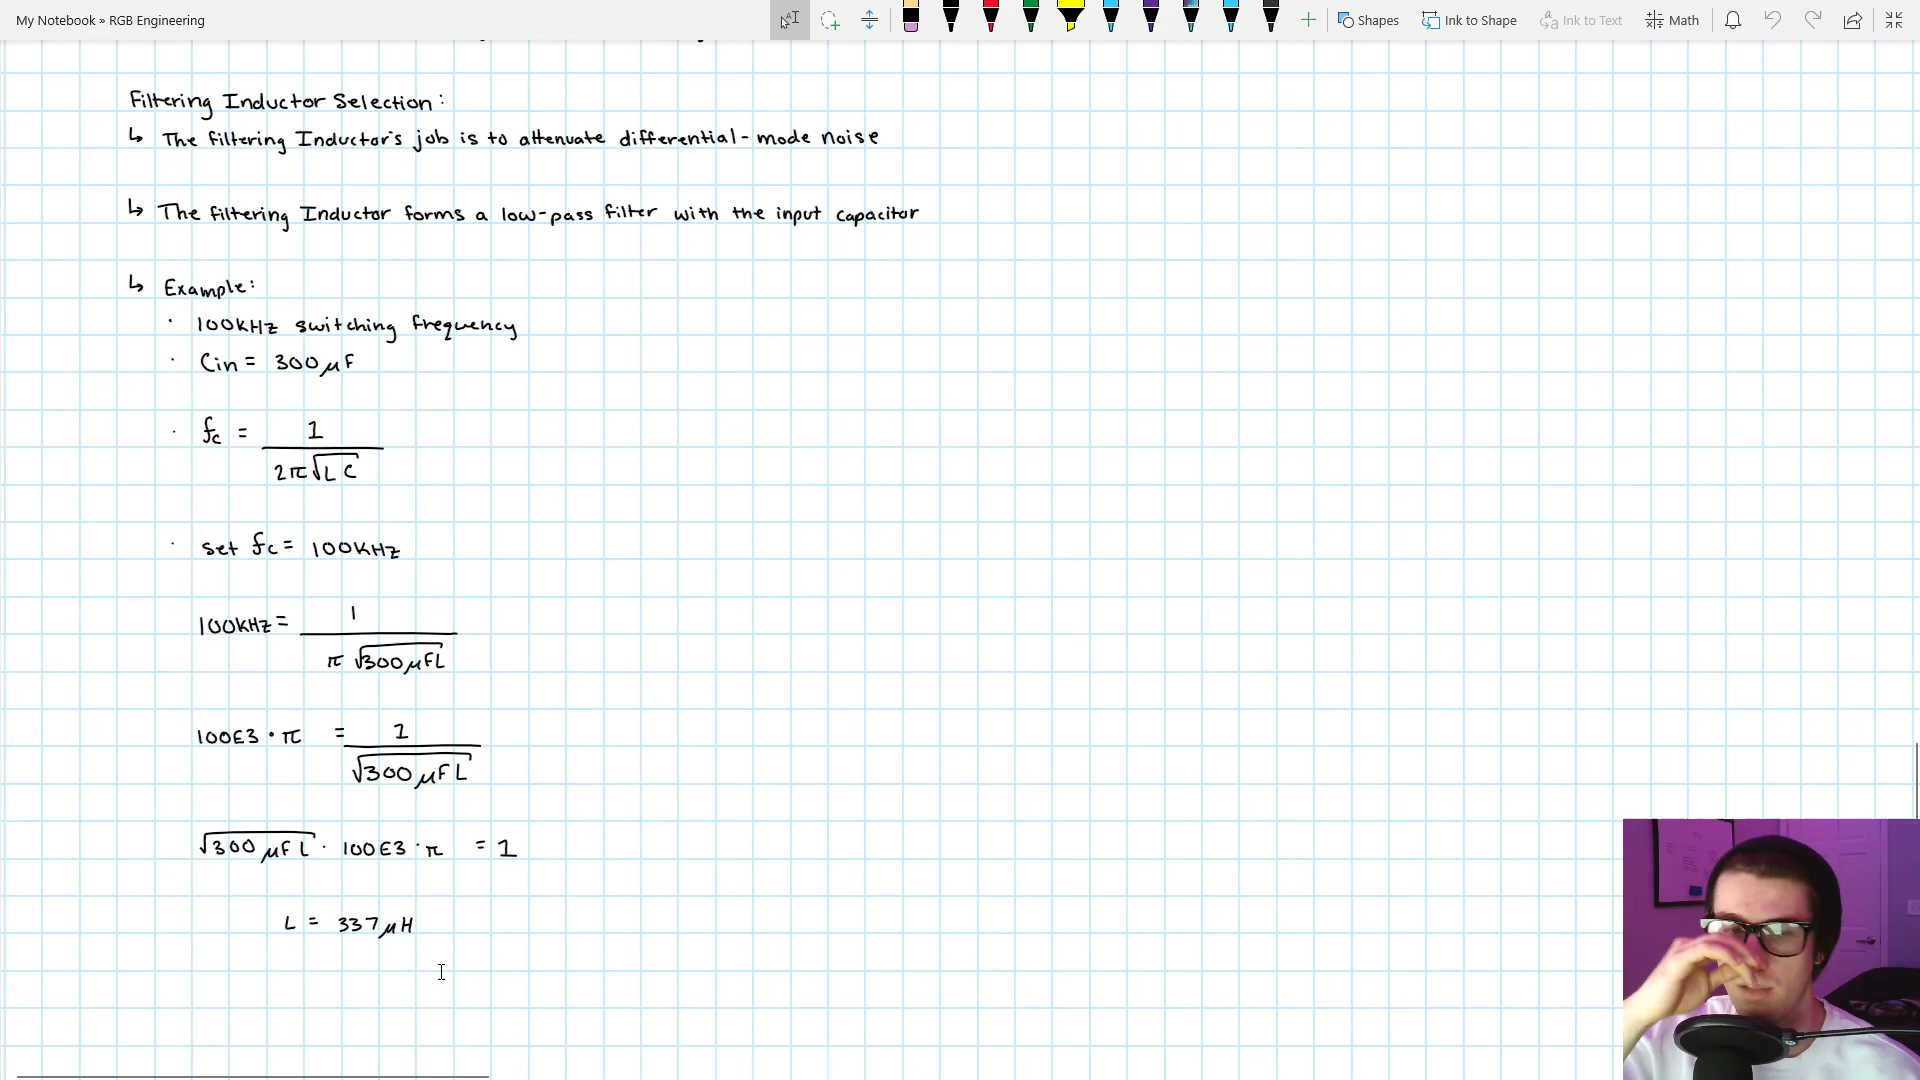 My Notebook » RGB Engineering
Shapes
Ink to Shape
Ink to Text
Math
Filtering Inductor Selection:
↳ The filtering Inductor's job is to attenuate differential-mode noise
↳ The filtering Inductor forms a low-pass filter with the input capacitor
↳ Example:
· 100kHz switching frequency
· Cin = 300μF
· fc = 1 / 2π√LC
· set fc = 100kHz
100kHz = 1 / π√300μFL
100E3 · π = 1 / √300μFL
√300μFL · 100E3 · π = 1
L = 337μH